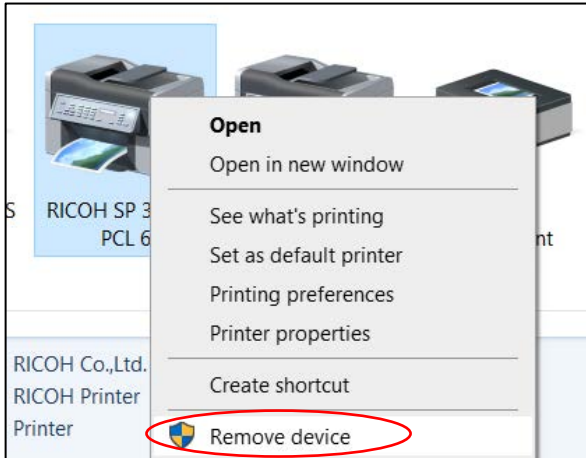 Open
Open in new window
S
RICOH SP 3
PCL 6
nt
See what's printing
Set as default printer
Printing preferences
Printer properties
RICOH Co.,Ltd.
RICOH Printer
Printer
Create shortcut
Remove device